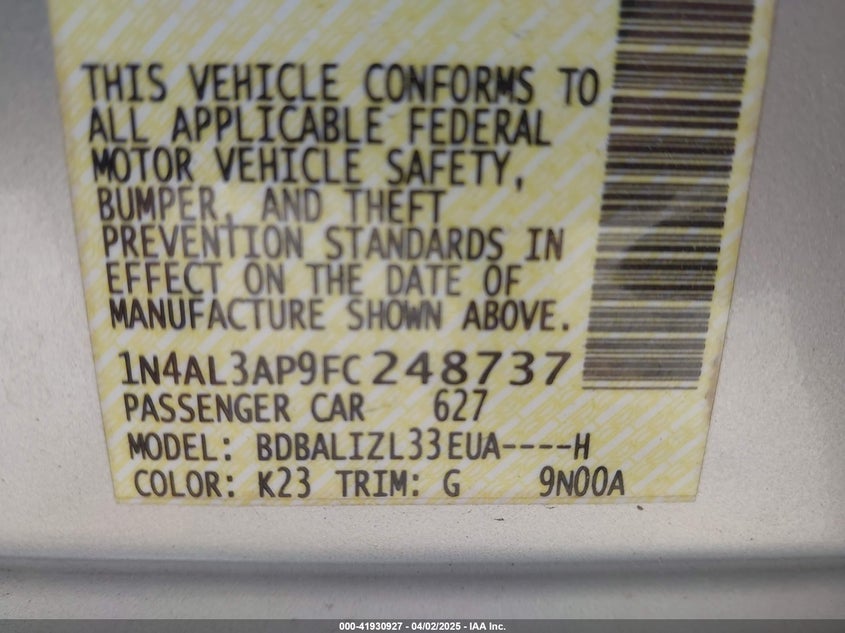 THIS VEHICLE CONFORMS TO
ALL APPLICABLE FEDERAL
MOTOR VEHICLE SAFETY,
BUMPER, AND THEFT
PREVENTION STANDARDS IN
EFFECT ON THE DATE OF
MANUFACTURE SHOWN ABOVE.
1N4AL3AP9FC248737
PASSENGER CAR 627
MODEL: BDBALIZL33EUA----H
COLOR: K23 TRIM: G 9N00A
000-41930927 - 04/02/2025 - IAA Inc.